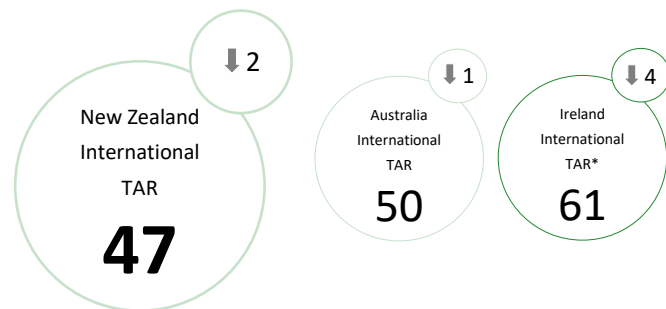 ⬇ 2
New Zealand
International
TAR
47
⬇ 1
Australia
International
TAR
50
⬇ 4
Ireland
International
TAR*
61